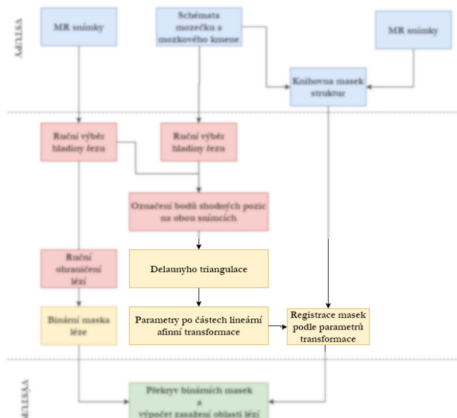 VSTUPY
MR snímky
Schémata
mozečku a
mozkového kmene
MR snímky
Knihovna masek
struktur
Ruční výběr
hladiny řezu
Ruční výběr
hladiny řezu
Označení bodů shodných pozic
na obou snímcích
Ruční
ohraničení
lézí
Delaunyho triangulace
Binární maska
léze
Parametry po částech lineární
afinní transformace
Registrace masek
podle parametrů
transformace
Překryv binárních masek
a
výpočet zasažení oblasti lézí